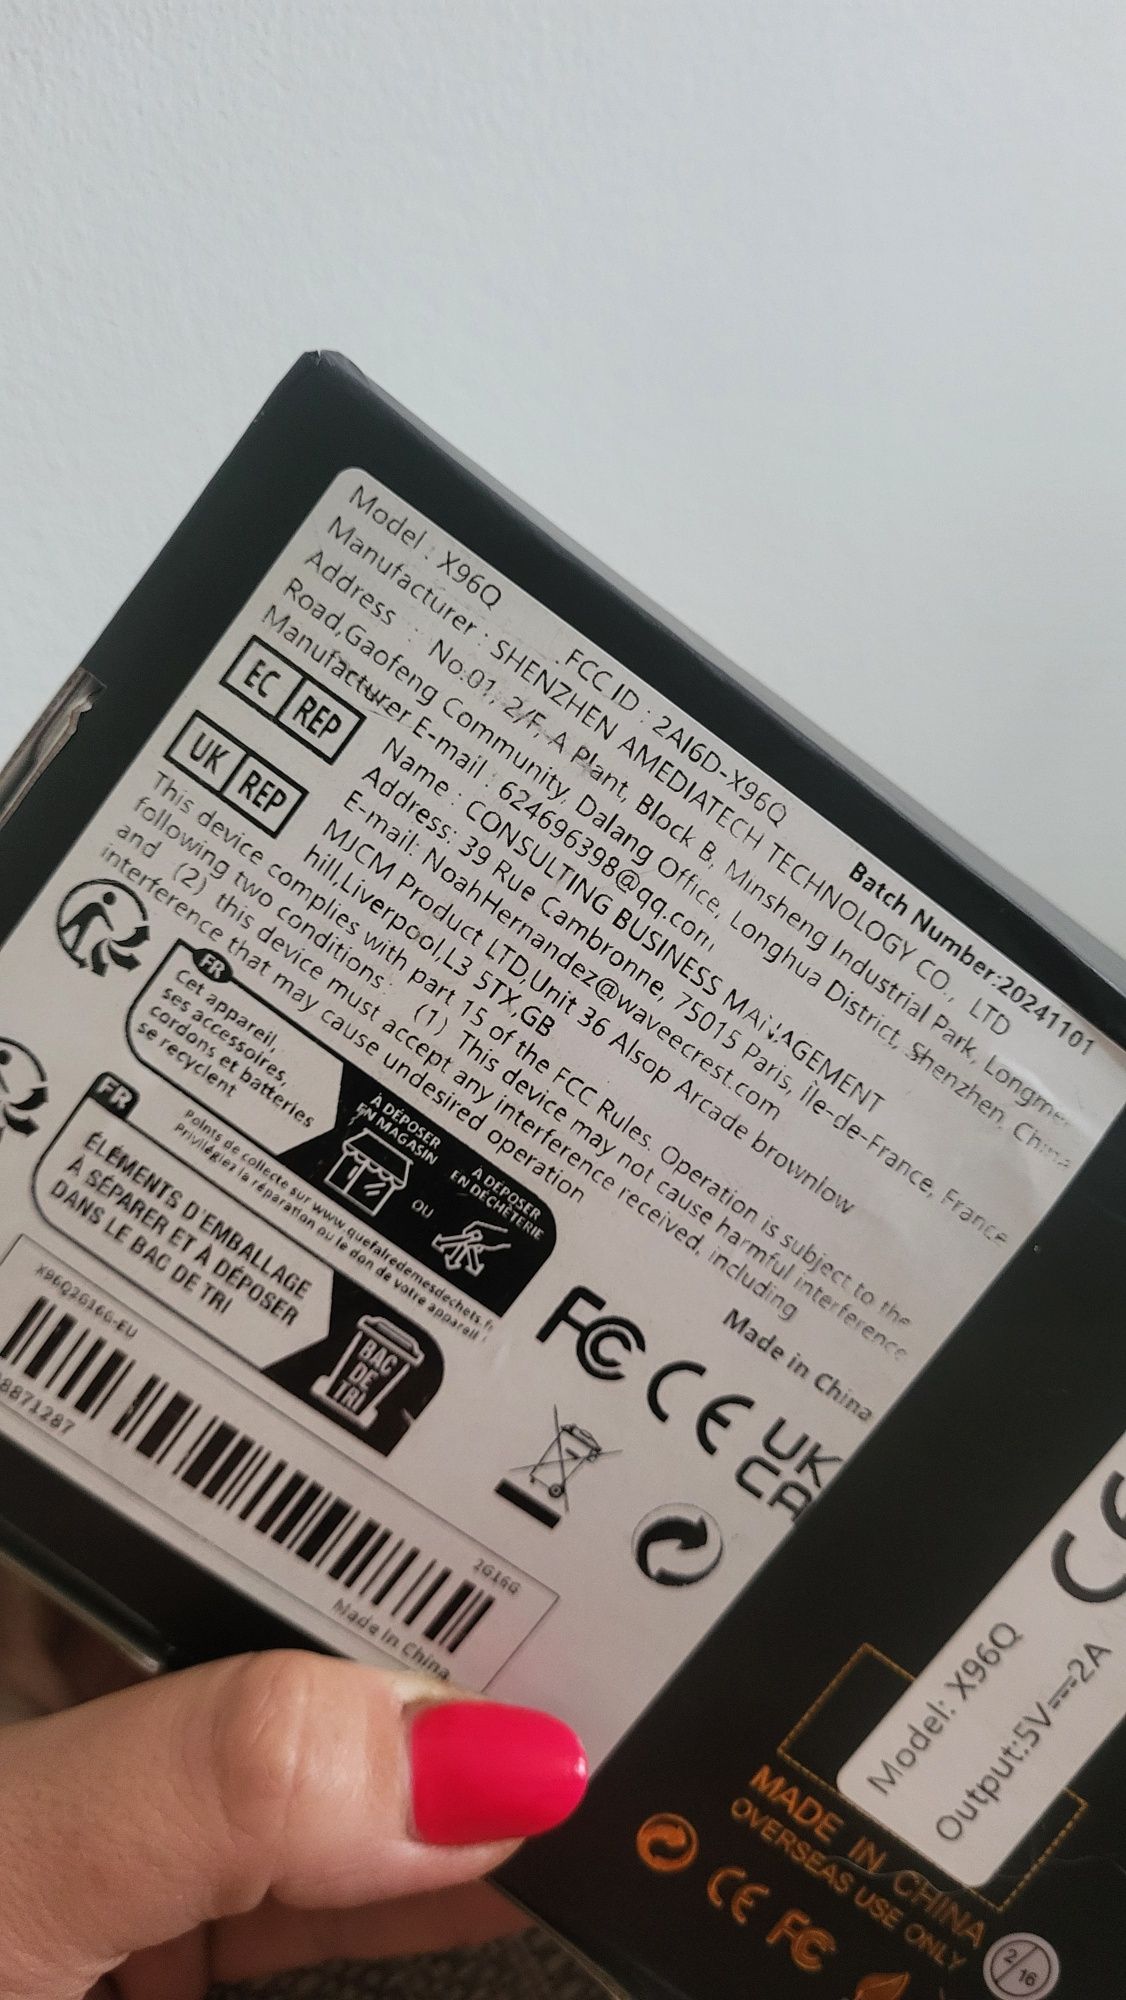 Model : X96Q
FCC ID : 2AI6D-X96Q
Batch Number:20241101
Manufacturer : SHENZHEN AMEDIATECH TECHNOLOGY CO., LTD
Address : No.01, 2/F, A Plant, Block B, Minsheng Industrial Park,
Road,Gaofeng Community, Dalang Office, Longhua District, Shenzhen, China
Manufacturer E-mail : 624696398@qq.com
EC REP
Name : CONSULTING BUSINESS MANAGEMENT
Address: 39 Rue Cambronne, 75015 Paris, Île-de-France, France
E-mail: NoahHernandez@waveecrest.com
UK REP
MJCM Product LTD,Unit 36 Alsop Arcade brownlow
hill,Liverpool,L3 5TX,GB
This device complies with part 15 of the FCC Rules. Operation is subject to the
following two conditions: (1) This device may not cause harmful interference
and (2) this device must accept any interference received, including
interference that may cause undesired operation
Made in China
FR
Cet appareil,
ses accessoires,
cordons et batteries
se recyclent
À DÉPOSER
EN MAGASIN
OU
À DÉPOSER
EN DÉCHÈTERIE
Points de collecte sur www.quefairedemesdechets.fr
Privilégiez la réparation ou le don de votre appareil !
FR
ÉLÉMENTS D'EMBALLAGE
À SÉPARER ET À DÉPOSER
DANS LE BAC DE TRI
BAC
DE
TRI
FC CE
UK
CA
X96Q2G16G-EU
8871287
2G16G
Made in China
CE
Model: X96Q
Output:5V⎓2A
MADE IN CHINA
OVERSEAS USE ONLY
CE FC
2/16